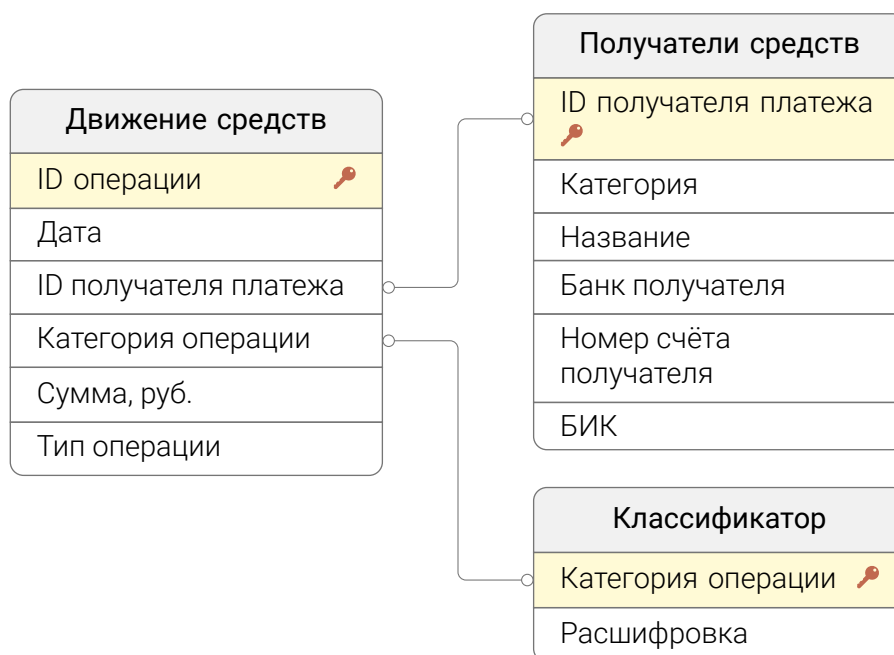 Движение средств
ID операции
Дата
ID получателя платежа
Категория операции
Сумма, руб.
Тип операции
Получатели средств
ID получателя платежа
Категория
Название
Банк получателя
Номер счёта
получателя
БИК
Классификатор
Категория операции
Расшифровка